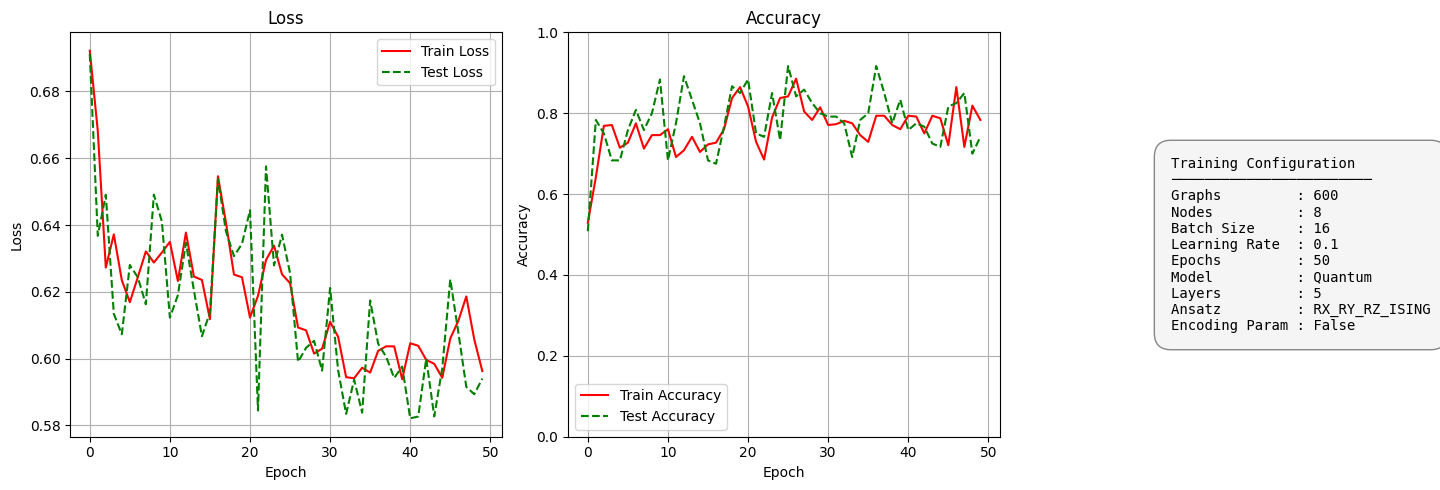 Loss
0.68
0.66
0.64
0.62
0.60
0.58
Loss
0 10 20 30 40 50
Epoch
Train Loss
Test Loss
Accuracy
1.0
0.8
0.6
0.4
0.2
0.0
Accuracy
0 10 20 30 40 50
Epoch
Train Accuracy
Test Accuracy
Training Configuration
Graphs : 600
Nodes : 8
Batch Size : 16
Learning Rate : 0.1
Epochs : 50
Model : Quantum
Layers : 5
Ansatz : RX_RY_RZ_ISING
Encoding Param : False